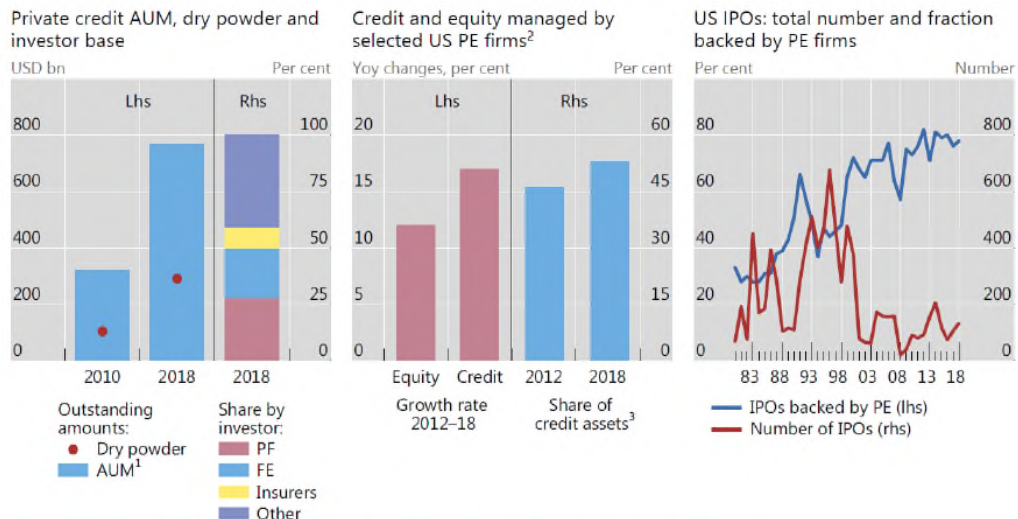 Private credit AUM, dry powder and
investor base
USD bn Per cent
Lhs Rhs
800 100
600 75
400 50
200 25
0 0
2010 2018 2018
Outstanding
amounts:
Dry powder
AUM1
Share by
investor:
PF
FE
Insurers
Other
Credit and equity managed by
selected US PE firms2
Yoy changes, per cent Per cent
Lhs Rhs
20 60
15 45
10 30
5 15
0 0
Equity Credit 2012 2018
Growth rate
2012–18
Share of
credit assets3
US IPOs: total number and fraction
backed by PE firms
Per cent Number
80 800
60 600
40 400
20 200
0 0
83 88 93 98 03 08 13 18
IPOs backed by PE (lhs)
Number of IPOs (rhs)